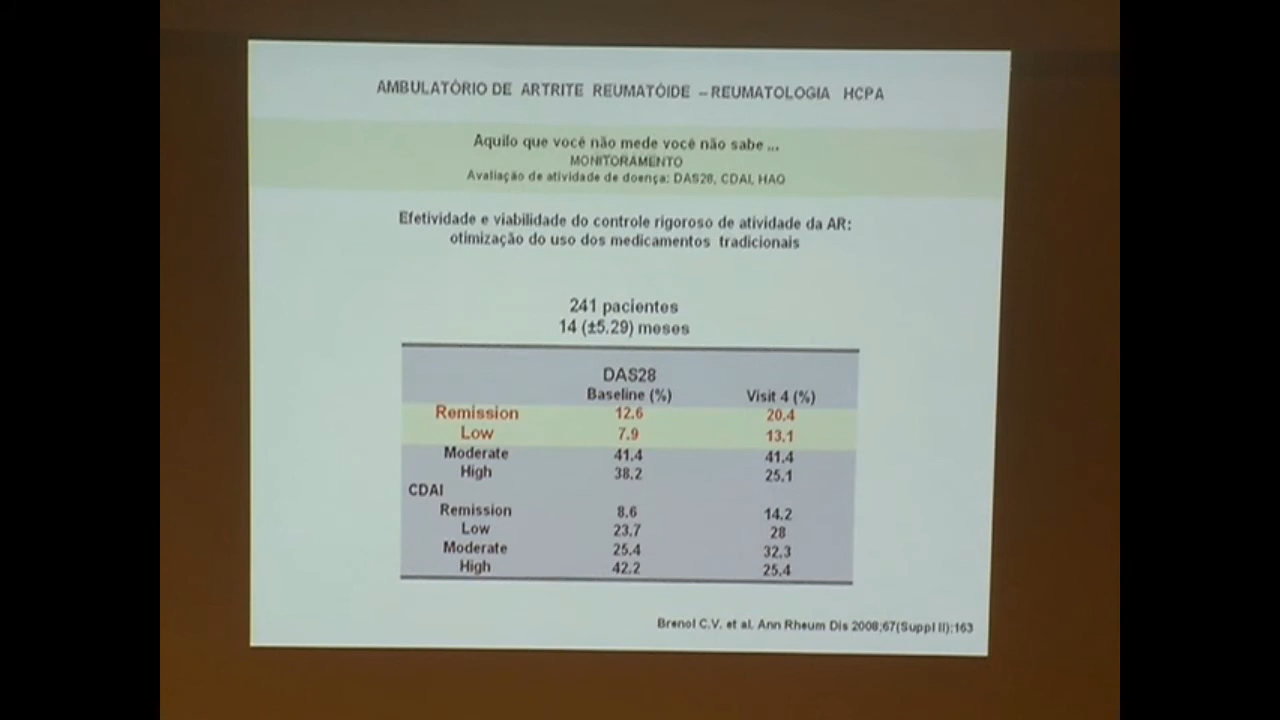 AMBULATÓRIO DE ARTRITE REUMATÓIDE – REUMATOLOGIA HCPA
Aquilo que você não mede você não sabe ...
MONITORAMENTO
Avaliação de atividade de doença: DAS28, CDAI, HAQ
Efetividade e viabilidade do controle rigoroso de atividade da AR:
otimização do uso dos medicamentos tradicionais
241 pacientes
14 (±5.29) meses
DAS28
Baseline (%) Visit 4 (%)
Remission 12.6 20.4
Low 7.9 13.1
Moderate 41.4 41.4
High 38.2 25.1
CDAI
Remission 8.6 14.2
Low 23.7 28
Moderate 25.4 32.3
High 42.2 25.4
Brenol C.V. et al. Ann Rheum Dis 2008;67(Suppl II):163